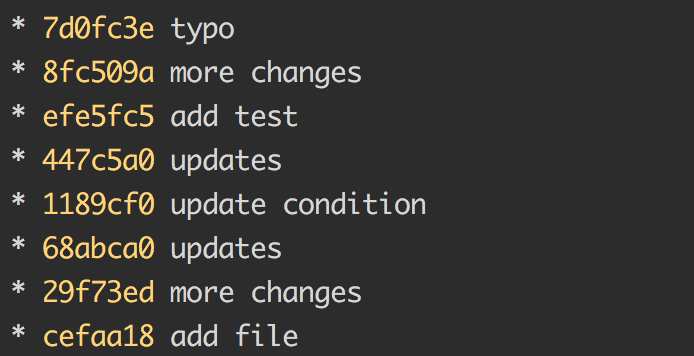 * 7d0fc3e typo
* 8fc509a more changes
* efe5fc5 add test
* 447c5a0 updates
* 1189cf0 update condition
* 68abca0 updates
* 29f73ed more changes
* cefaa18 add file